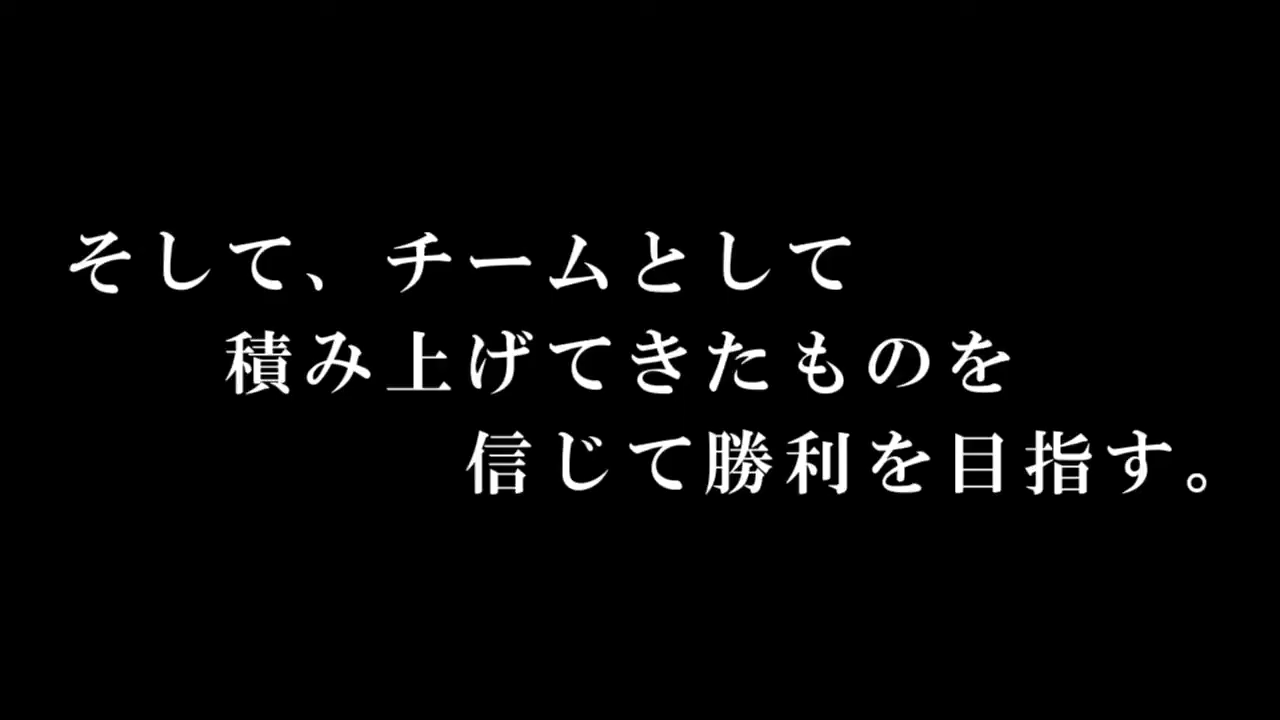 そして、チームとして
積み上げてきたものを
信じて勝利を目指す。